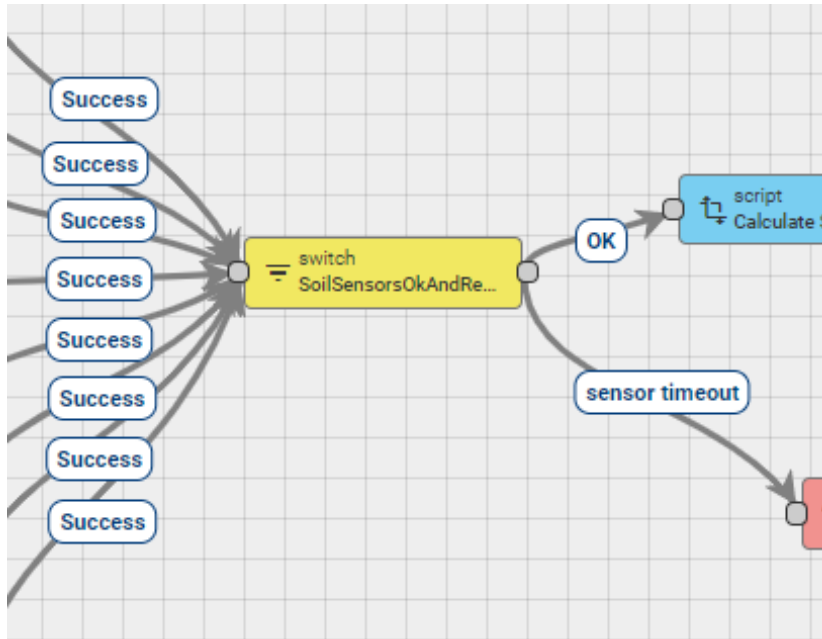 Success
Success
Success
Success
Success
Success
Success
Success
switch
SoilSensorsOkAndRe...
OK
script
Calculate
sensor timeout